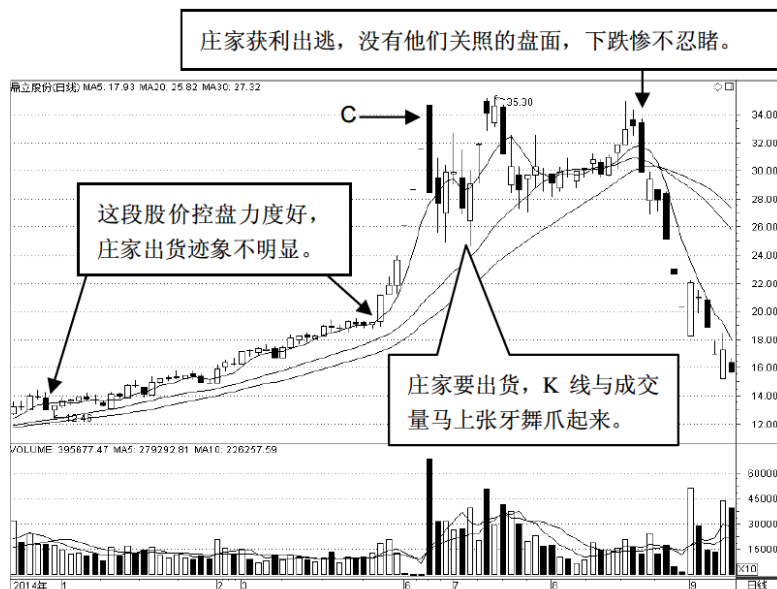 庄家获利出逃，没有他们关照的盘面，下跌惨不忍睹。
鼎立股份(日线) MA5: 17.93 MA20: 25.82 MA30: 27.32
C
35.30
34.00
32.00
30.00
28.00
26.00
24.00
22.00
20.00
18.00
16.00
14.00
12.00
这段股价控盘力度好，
庄家出货迹象不明显。
庄家要出货，K 线与成交
量马上张牙舞爪起来。
12.45
VOLUME: 395677.47 MA5: 279292.81 MA10: 226257.59
60000
45000
30000
15000
X10
2014年 1 2 3 6 7 8 9 日线